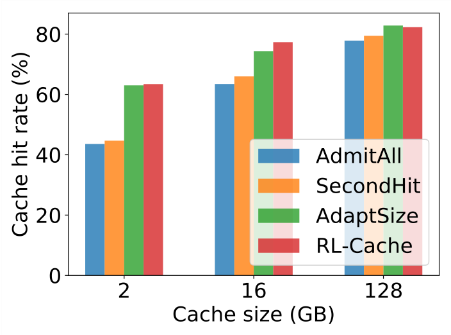 Cache hit rate (%)
80
60
40
20
0
AdmitAll
SecondHit
AdaptSize
RL-Cache
2 16 128
Cache size (GB)